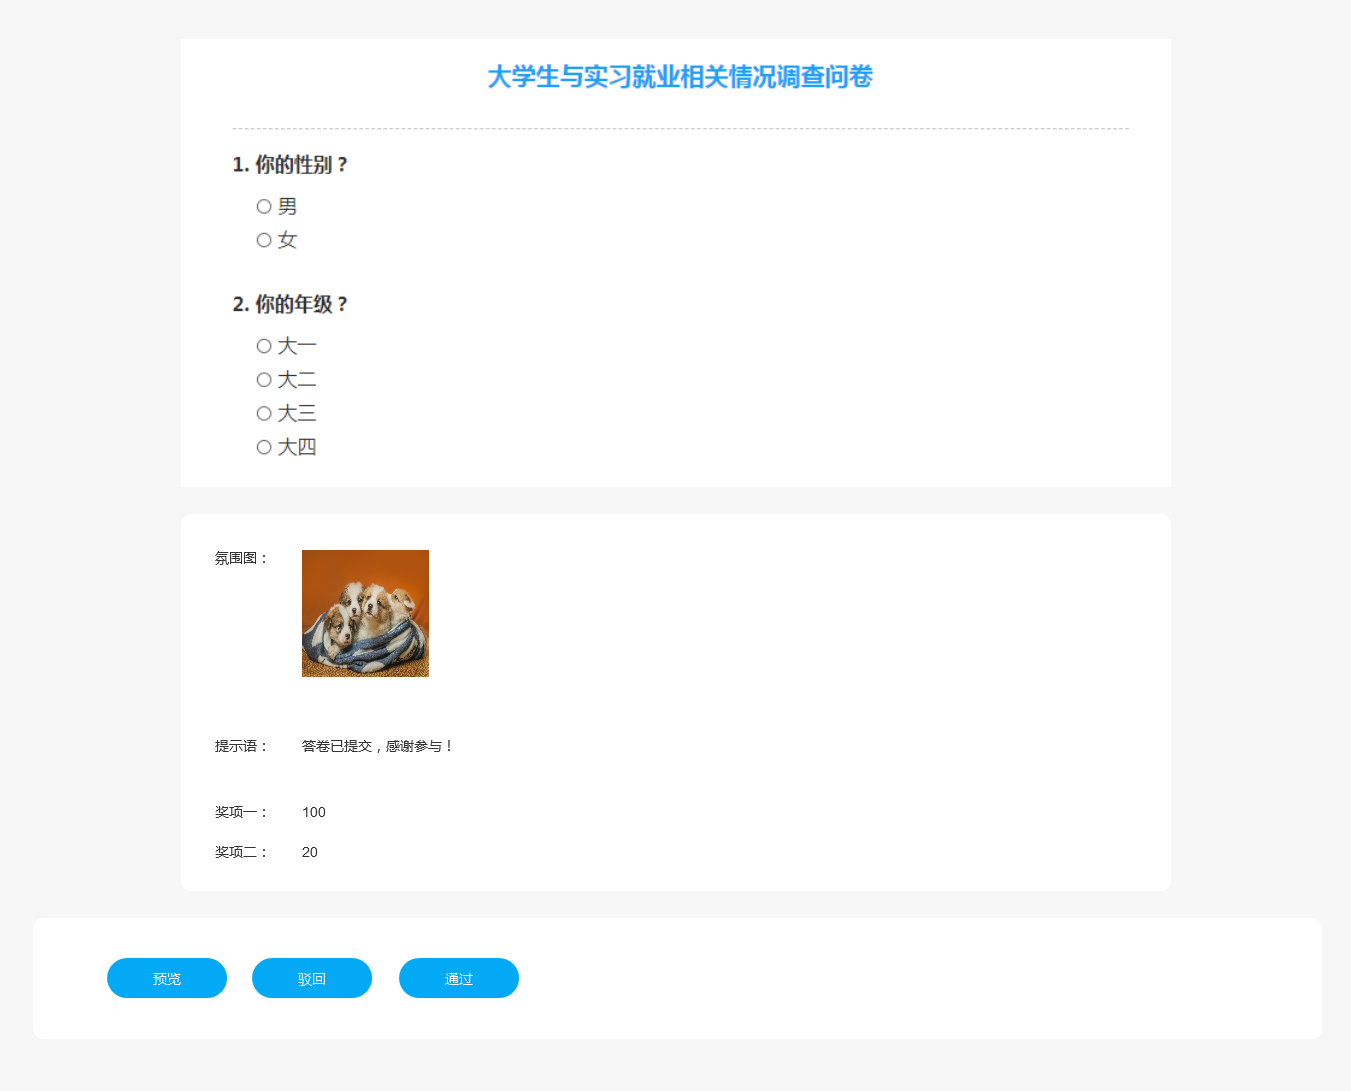 大学生与实习就业相关情况调查问卷
1. 你的性别？
男
女
2. 你的年级？
大一
大二
大三
大四
氛围图：
提示语： 答卷已提交，感谢参与！
奖项一： 100
奖项二： 20
预览 驳回 通过